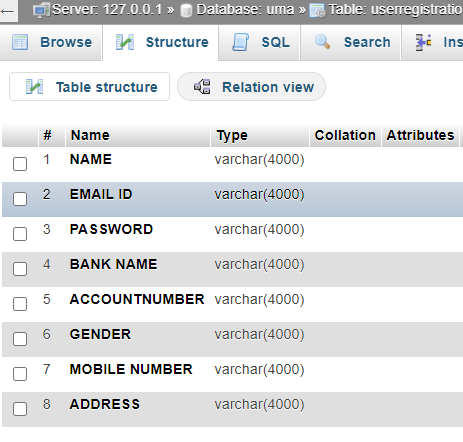 Server: 127.0.0.1 » Database: uma » Table: userregistratio
Browse Structure SQL Search Ins
Table structure Relation view
# Name Type Collation Attributes
1 NAME varchar(4000)
2 EMAIL ID varchar(4000)
3 PASSWORD varchar(4000)
4 BANK NAME varchar(4000)
5 ACCOUNTNUMBER varchar(4000)
6 GENDER varchar(4000)
7 MOBILE NUMBER varchar(4000)
8 ADDRESS varchar(4000)